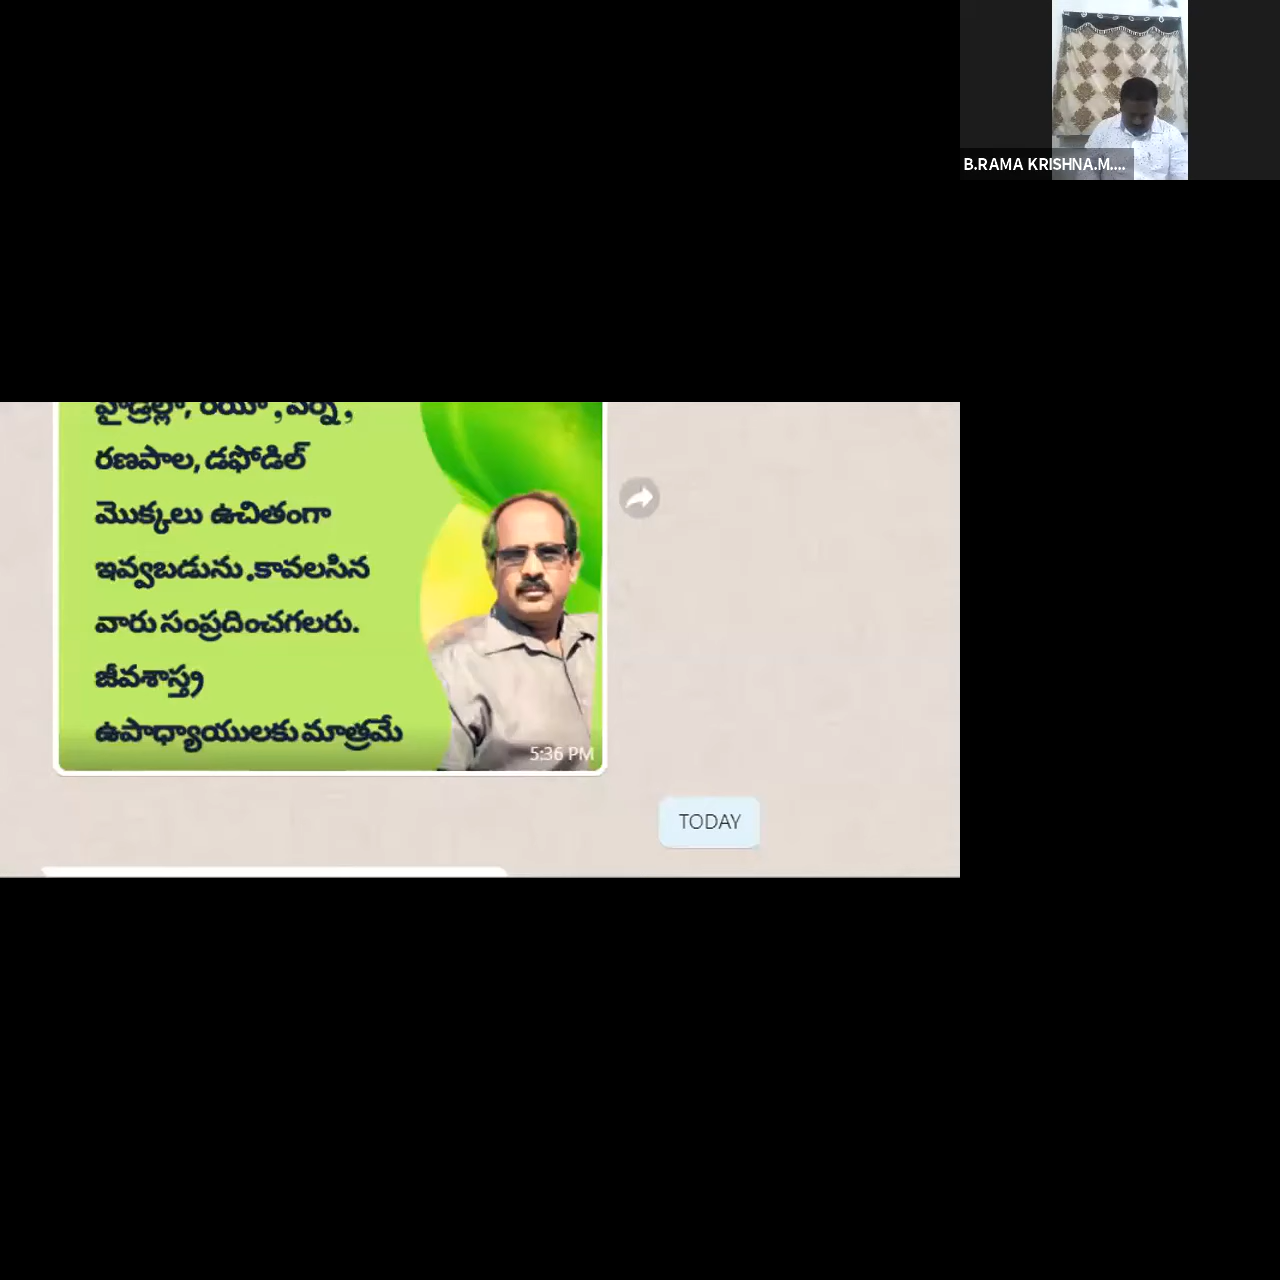 B.RAMA KRISHNA.M....
హైడ్రిల్లా, రియో , పెర్న్ ,
రణపాల, డఫోడిల్
మొక్కలు ఉచితంగా
ఇవ్వబడును .కావలసిన
వారు సంప్రదించగలరు.
జీవశాస్త్ర
ఉపాధ్యాయులకు మాత్రమే
5:36 PM
TODAY